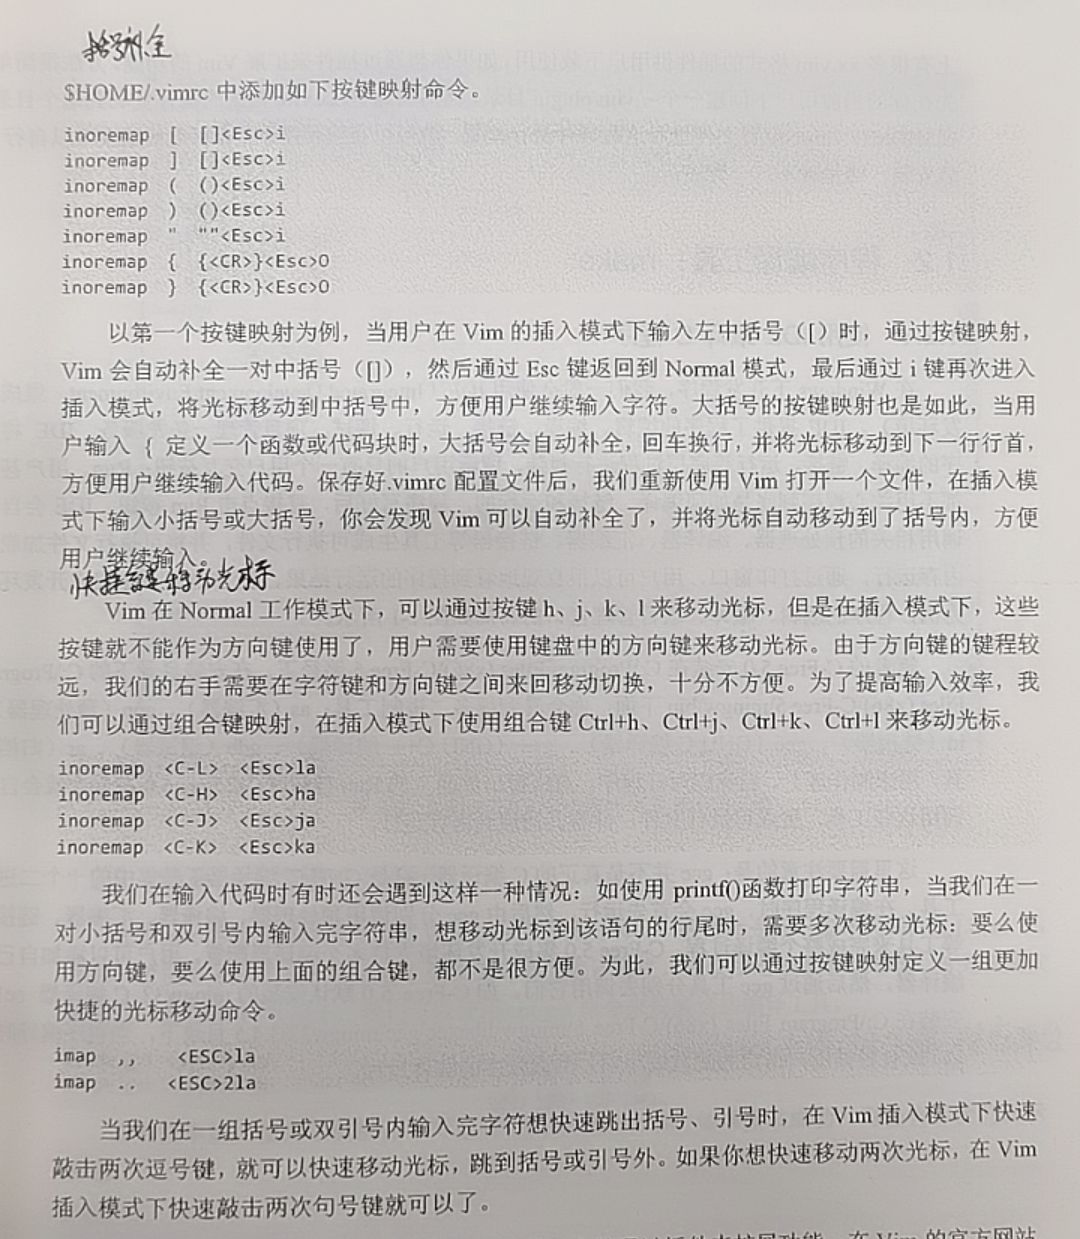 括号补全
$HOME/.vimrc 中添加如下按键映射命令。
inoremap [ []<Esc>i
inoremap ] []<Esc>i
inoremap ( ()<Esc>i
inoremap ) ()<Esc>i
inoremap " ""<Esc>i
inoremap { {<CR>}<Esc>O
inoremap } {<CR>}<Esc>O
以第一个按键映射为例，当用户在 Vim 的插入模式下输入左中括号（[）时，通过按键映射，
Vim 会自动补全一对中括号（[]），然后通过 Esc 键返回到 Normal 模式，最后通过 i 键再次进入
插入模式，将光标移动到中括号中，方便用户继续输入字符。大括号的按键映射也是如此，当用
户输入 { 定义一个函数或代码块时，大括号会自动补全，回车换行，并将光标移动到下一行行首，
方便用户继续输入代码。保存好.vimrc 配置文件后，我们重新使用 Vim 打开一个文件，在插入模
式下输入小括号或大括号，你会发现 Vim 可以自动补全了，并将光标自动移动到了括号内，方便
用户继续输入。
快捷键移动光标
Vim 在 Normal 工作模式下，可以通过按键 h、j、k、l 来移动光标，但是在插入模式下，这些
按键就不能作为方向键使用了，用户需要使用键盘中的方向键来移动光标。由于方向键的键程较
远，我们的右手需要在字符键和方向键之间来回移动切换，十分不方便。为了提高输入效率，我
们可以通过组合键映射，在插入模式下使用组合键 Ctrl+h、Ctrl+j、Ctrl+k、Ctrl+l 来移动光标。
inoremap <C-L> <Esc>la
inoremap <C-H> <Esc>ha
inoremap <C-J> <Esc>ja
inoremap <C-K> <Esc>ka
我们在输入代码时有时还会遇到这样一种情况：如使用 printf()函数打印字符串，当我们在一
对小括号和双引号内输入完字符串，想移动光标到该语句的行尾时，需要多次移动光标：要么使
用方向键，要么使用上面的组合键，都不是很方便。为此，我们可以通过按键映射定义一组更加
快捷的光标移动命令。
imap ,, <ESC>la
imap .. <ESC>2la
当我们在一组括号或双引号内输入完字符想快速跳出括号、引号时，在 Vim 插入模式下快速
敲击两次逗号键，就可以快速移动光标，跳到括号或引号外。如果你想快速移动两次光标，在 Vim
插入模式下快速敲击两次句号键就可以了。